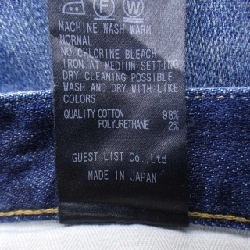 MACHINE WASH WARM
NORMAL
NO CHLORINE BLEACH
IRON AT MEDIUM SETTING
DRY CLEANING POSSIBLE
WASH AND DRY WITH LIKE
COLORS
QUALITY COTTON 98%
POLYURETHANE 2%
GUEST LIST Co., Ltd
MADE IN JAPAN